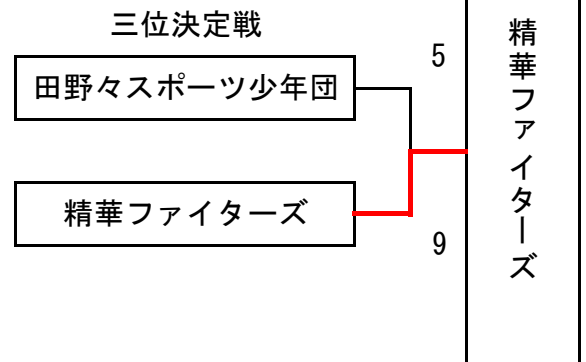 三位決定戦
田野々スポーツ少年団
5
精華ファイターズ
9
精華ファイターズ